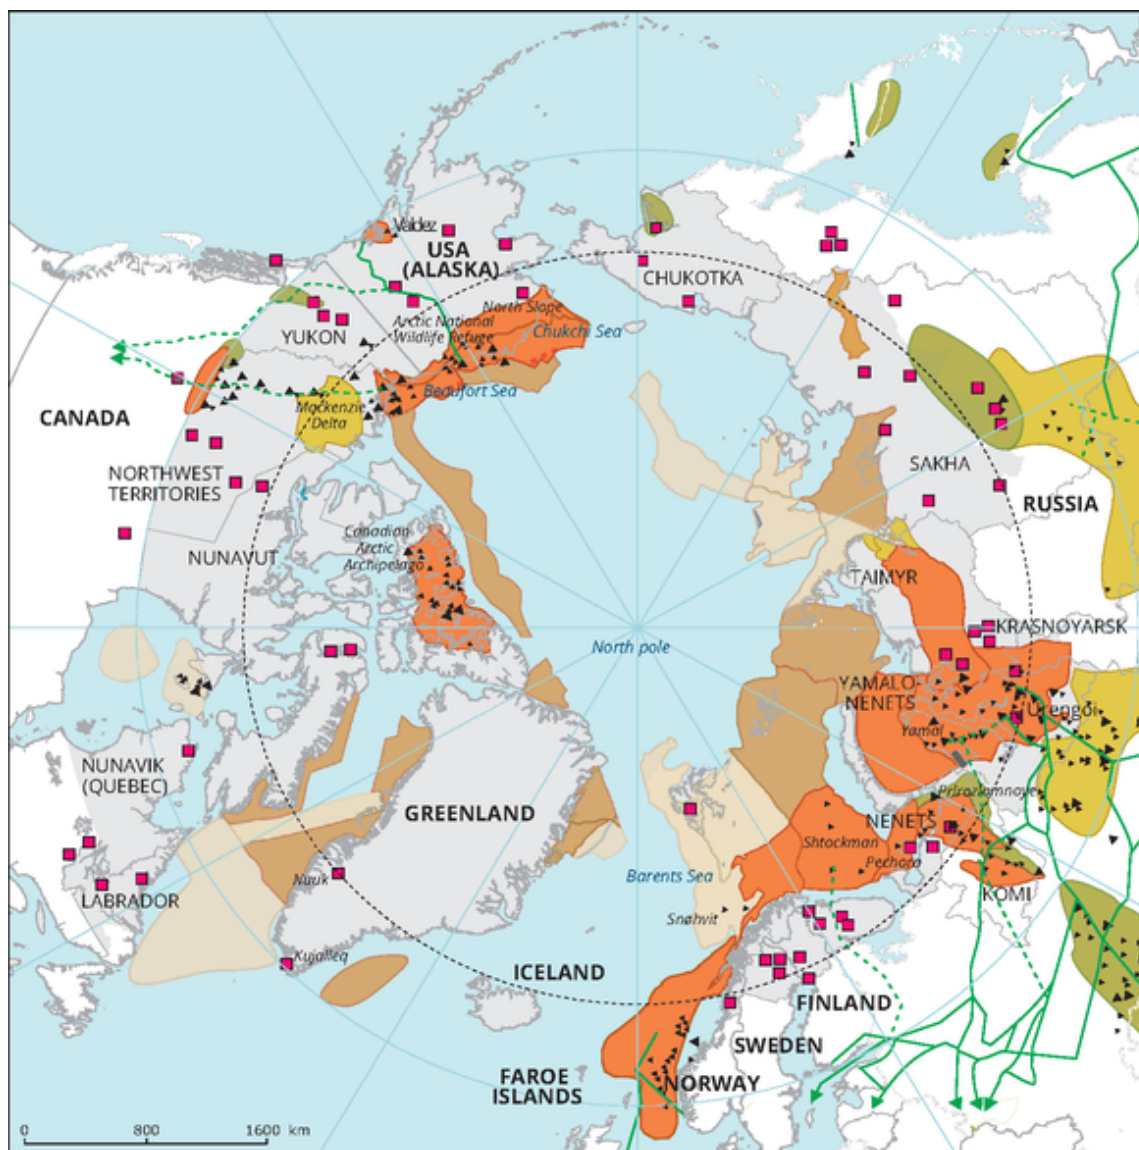 Valdez
USA
(ALASKA)
CHUKOTKA
North Slope
YUKON
Arctic National
Wildlife Refuge
Chukchi Sea
Beaufort Sea
CANADA
Mackenzie
Delta
NORTHWEST
TERRITORIES
SAKHA
RUSSIA
NUNAVUT
Canadian
Arctic
Archipelago
TAIMYR
KRASNOYARSK
North pole
YAMALO-
NENETS
Urengoi
Yamal
NUNAVIK
(QUEBEC)
Prirozlomnoye
GREENLAND
NENETS
Shtockman
Pechora
Barents Sea
KOMI
LABRADOR
Nuuk
Snøhvit
Kujalleq
ICELAND
FINLAND
SWEDEN
FAROE
ISLANDS
NORWAY
0 800 1600 km